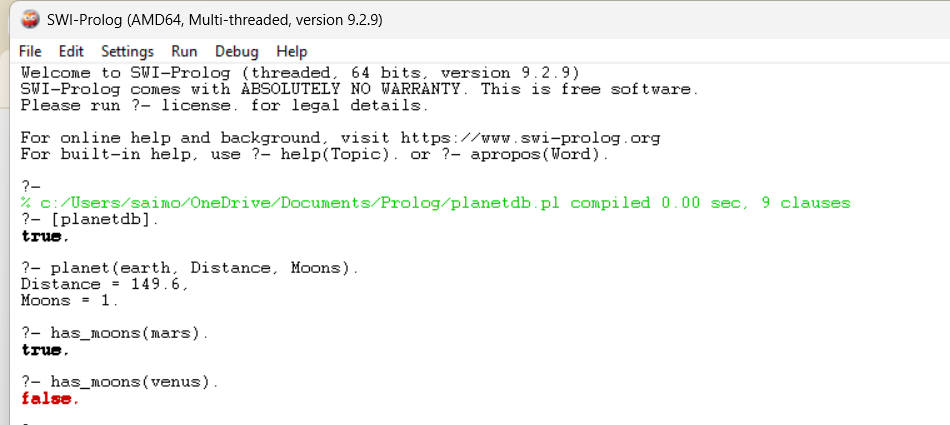 SWI-Prolog (AMD64, Multi-threaded, version 9.2.9)
File Edit Settings Run Debug Help
Welcome to SWI-Prolog (threaded, 64 bits, version 9.2.9)
SWI-Prolog comes with ABSOLUTELY NO WARRANTY. This is free software.
Please run ?- license. for legal details.
For online help and background, visit https://www.swi-prolog.org
For built-in help, use ?- help(Topic). or ?- apropos(Word).
?-
% c:/Users/saimo/OneDrive/Documents/Prolog/planetdb.pl compiled 0.00 sec, 9 clauses
?- [planetdb].
true.
?- planet(earth, Distance, Moons).
Distance = 149.6,
Moons = 1.
?- has_moons(mars).
true.
?- has_moons(venus).
false.